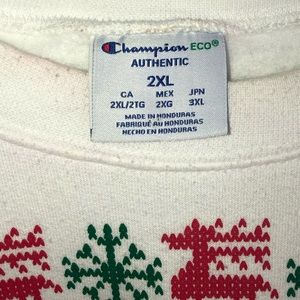 Champion ECO®
AUTHENTIC
2XL
CA MEX JPN
2XL/2TG 2XG 3XL
MADE IN HONDURAS
FABRIQUÉ AU HONDURAS
HECHO EN HONDURAS